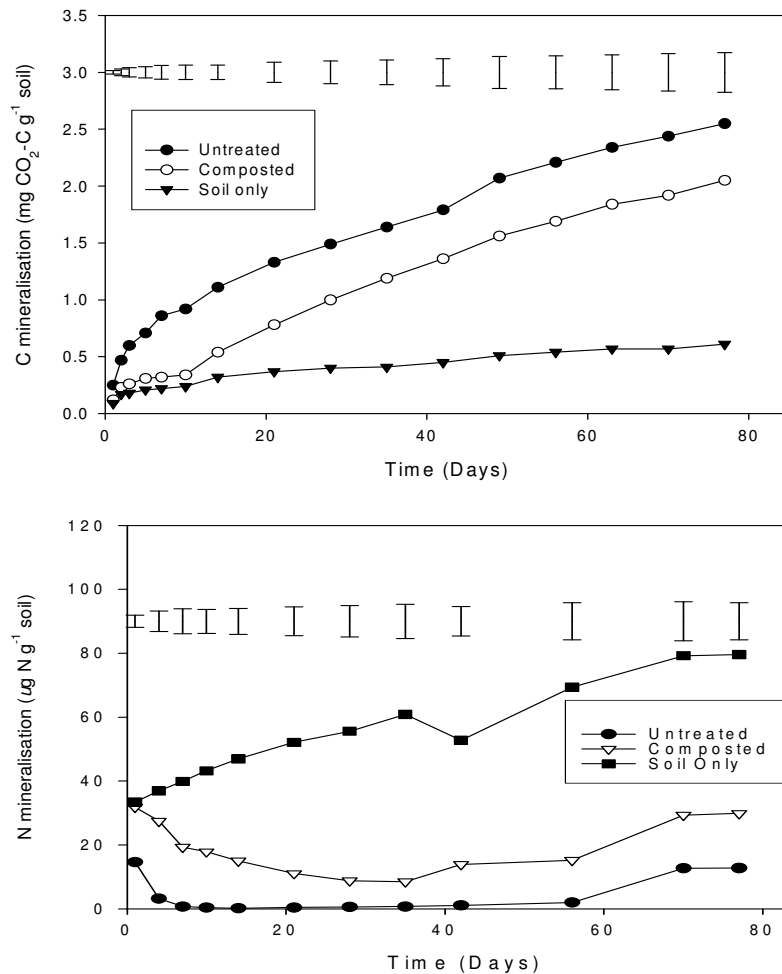 3.5
3.0
2.5
2.0
1.5
1.0
0.5
0.0
C mineralisation (mg CO₂-C g⁻¹ soil)
Untreated
Composted
Soil only
0 20 40 60 80
Time (Days)
120
100
80
60
40
20
0
N mineralisation (ug N g⁻¹ soil)
Untreated
Composted
Soil Only
0 20 40 60 80
Time (Days)